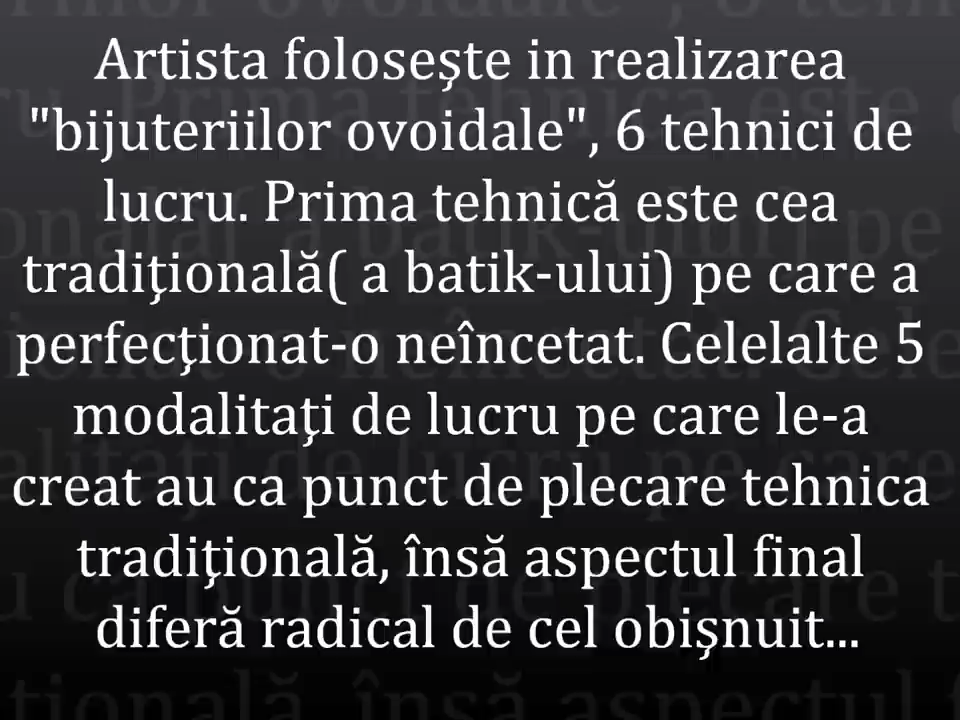 Artista folosește in realizarea
"bijuteriilor ovoidale", 6 tehnici de
lucru. Prima tehnică este cea
tradiţională( a batik-ului) pe care a
perfecţionat-o neîncetat. Celelalte 5
modalitaţi de lucru pe care le-a
creat au ca punct de plecare tehnica
tradiţională, însă aspectul final
diferă radical de cel obişnuit...